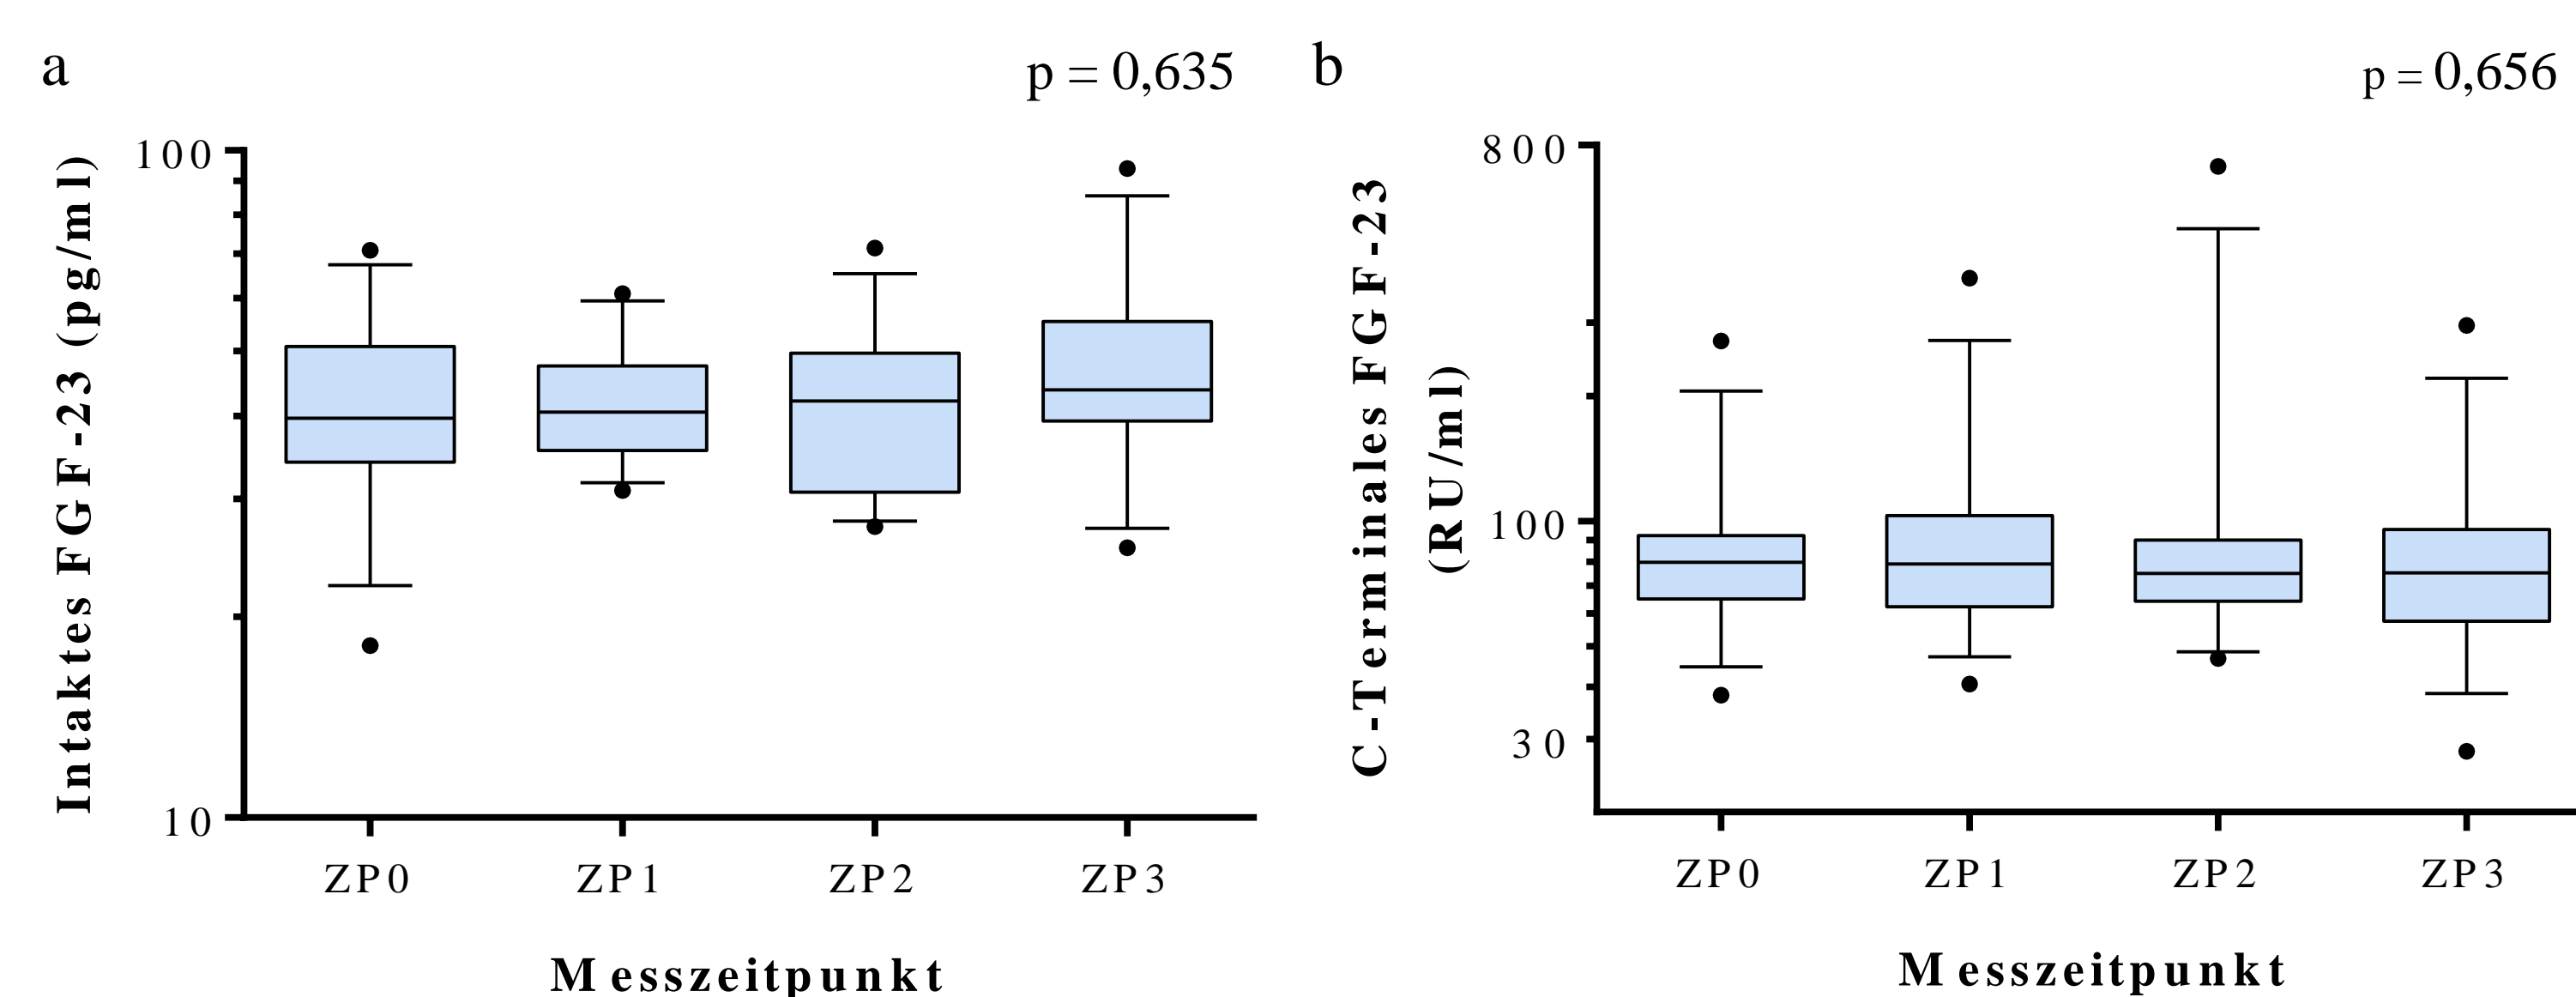 a
p = 0,635
Intaktes FGF-23 (pg/ml)
100
10
ZP0 ZP1 ZP2 ZP3
Messzeitpunkt
b
p = 0,656
C-Terminales FGF-23
(RU/ml)
800
100
30
ZP0 ZP1 ZP2 ZP3
Messzeitpunkt